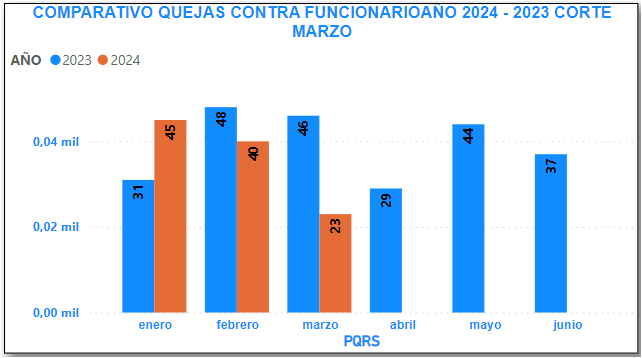 COMPARATIVO QUEJAS CONTRA FUNCIONARIOAÑO 2024 - 2023 CORTE
MARZO
AÑO 2023 2024
0,04 mil
0,02 mil
0,00 mil
31
45
48
40
46
23
29
44
37
enero febrero marzo abril mayo junio
PQRS